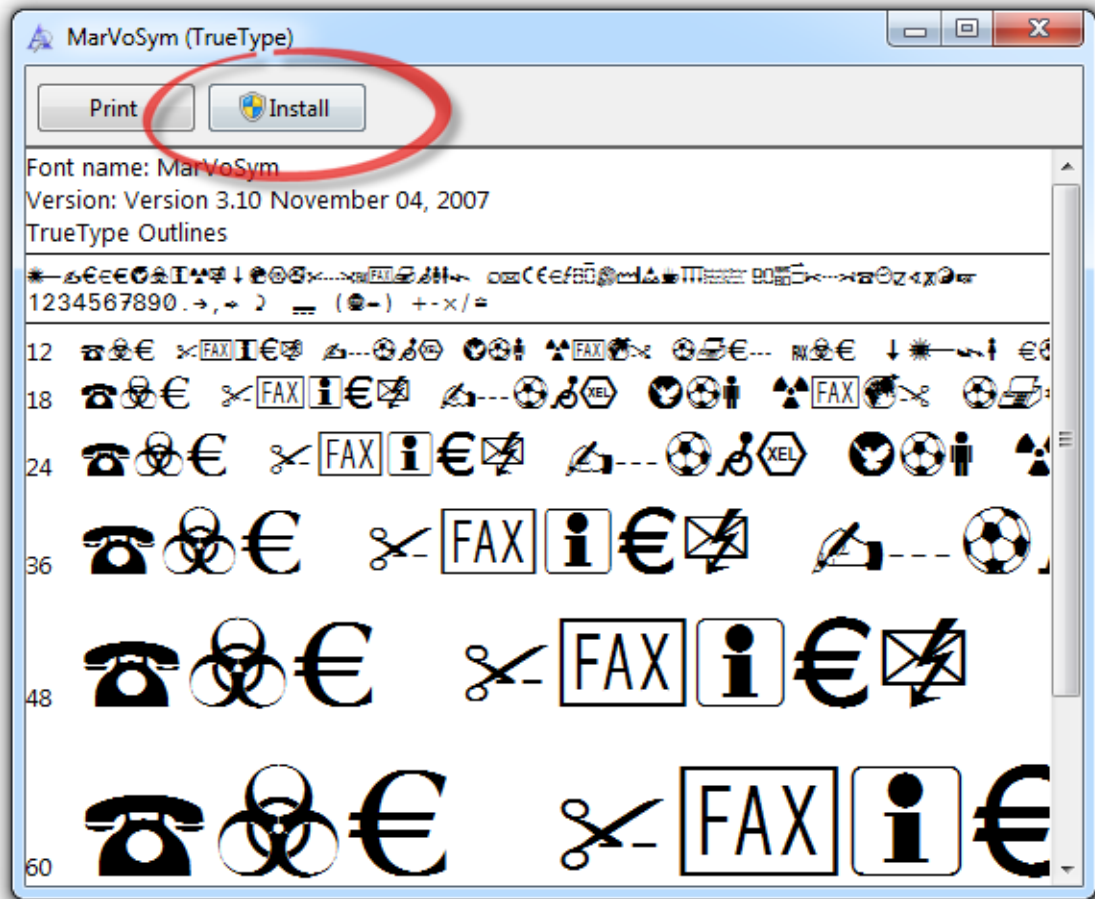 MarVoSym (TrueType)
Print Install
Font name: MarVoSym
Version: Version 3.10 November 04, 2007
TrueType Outlines
1234567890.→,
12 ☎☣€ ✂FAX i €
18 ☎☣€ ✂FAX i € XEL FAX
24 ☎☣€ ✂FAX i € XEL
36 ☎☣€ ✂FAX i €
48 ☎☣€ ✂FAX i €
60 ☎☣€ ✂FAX i €